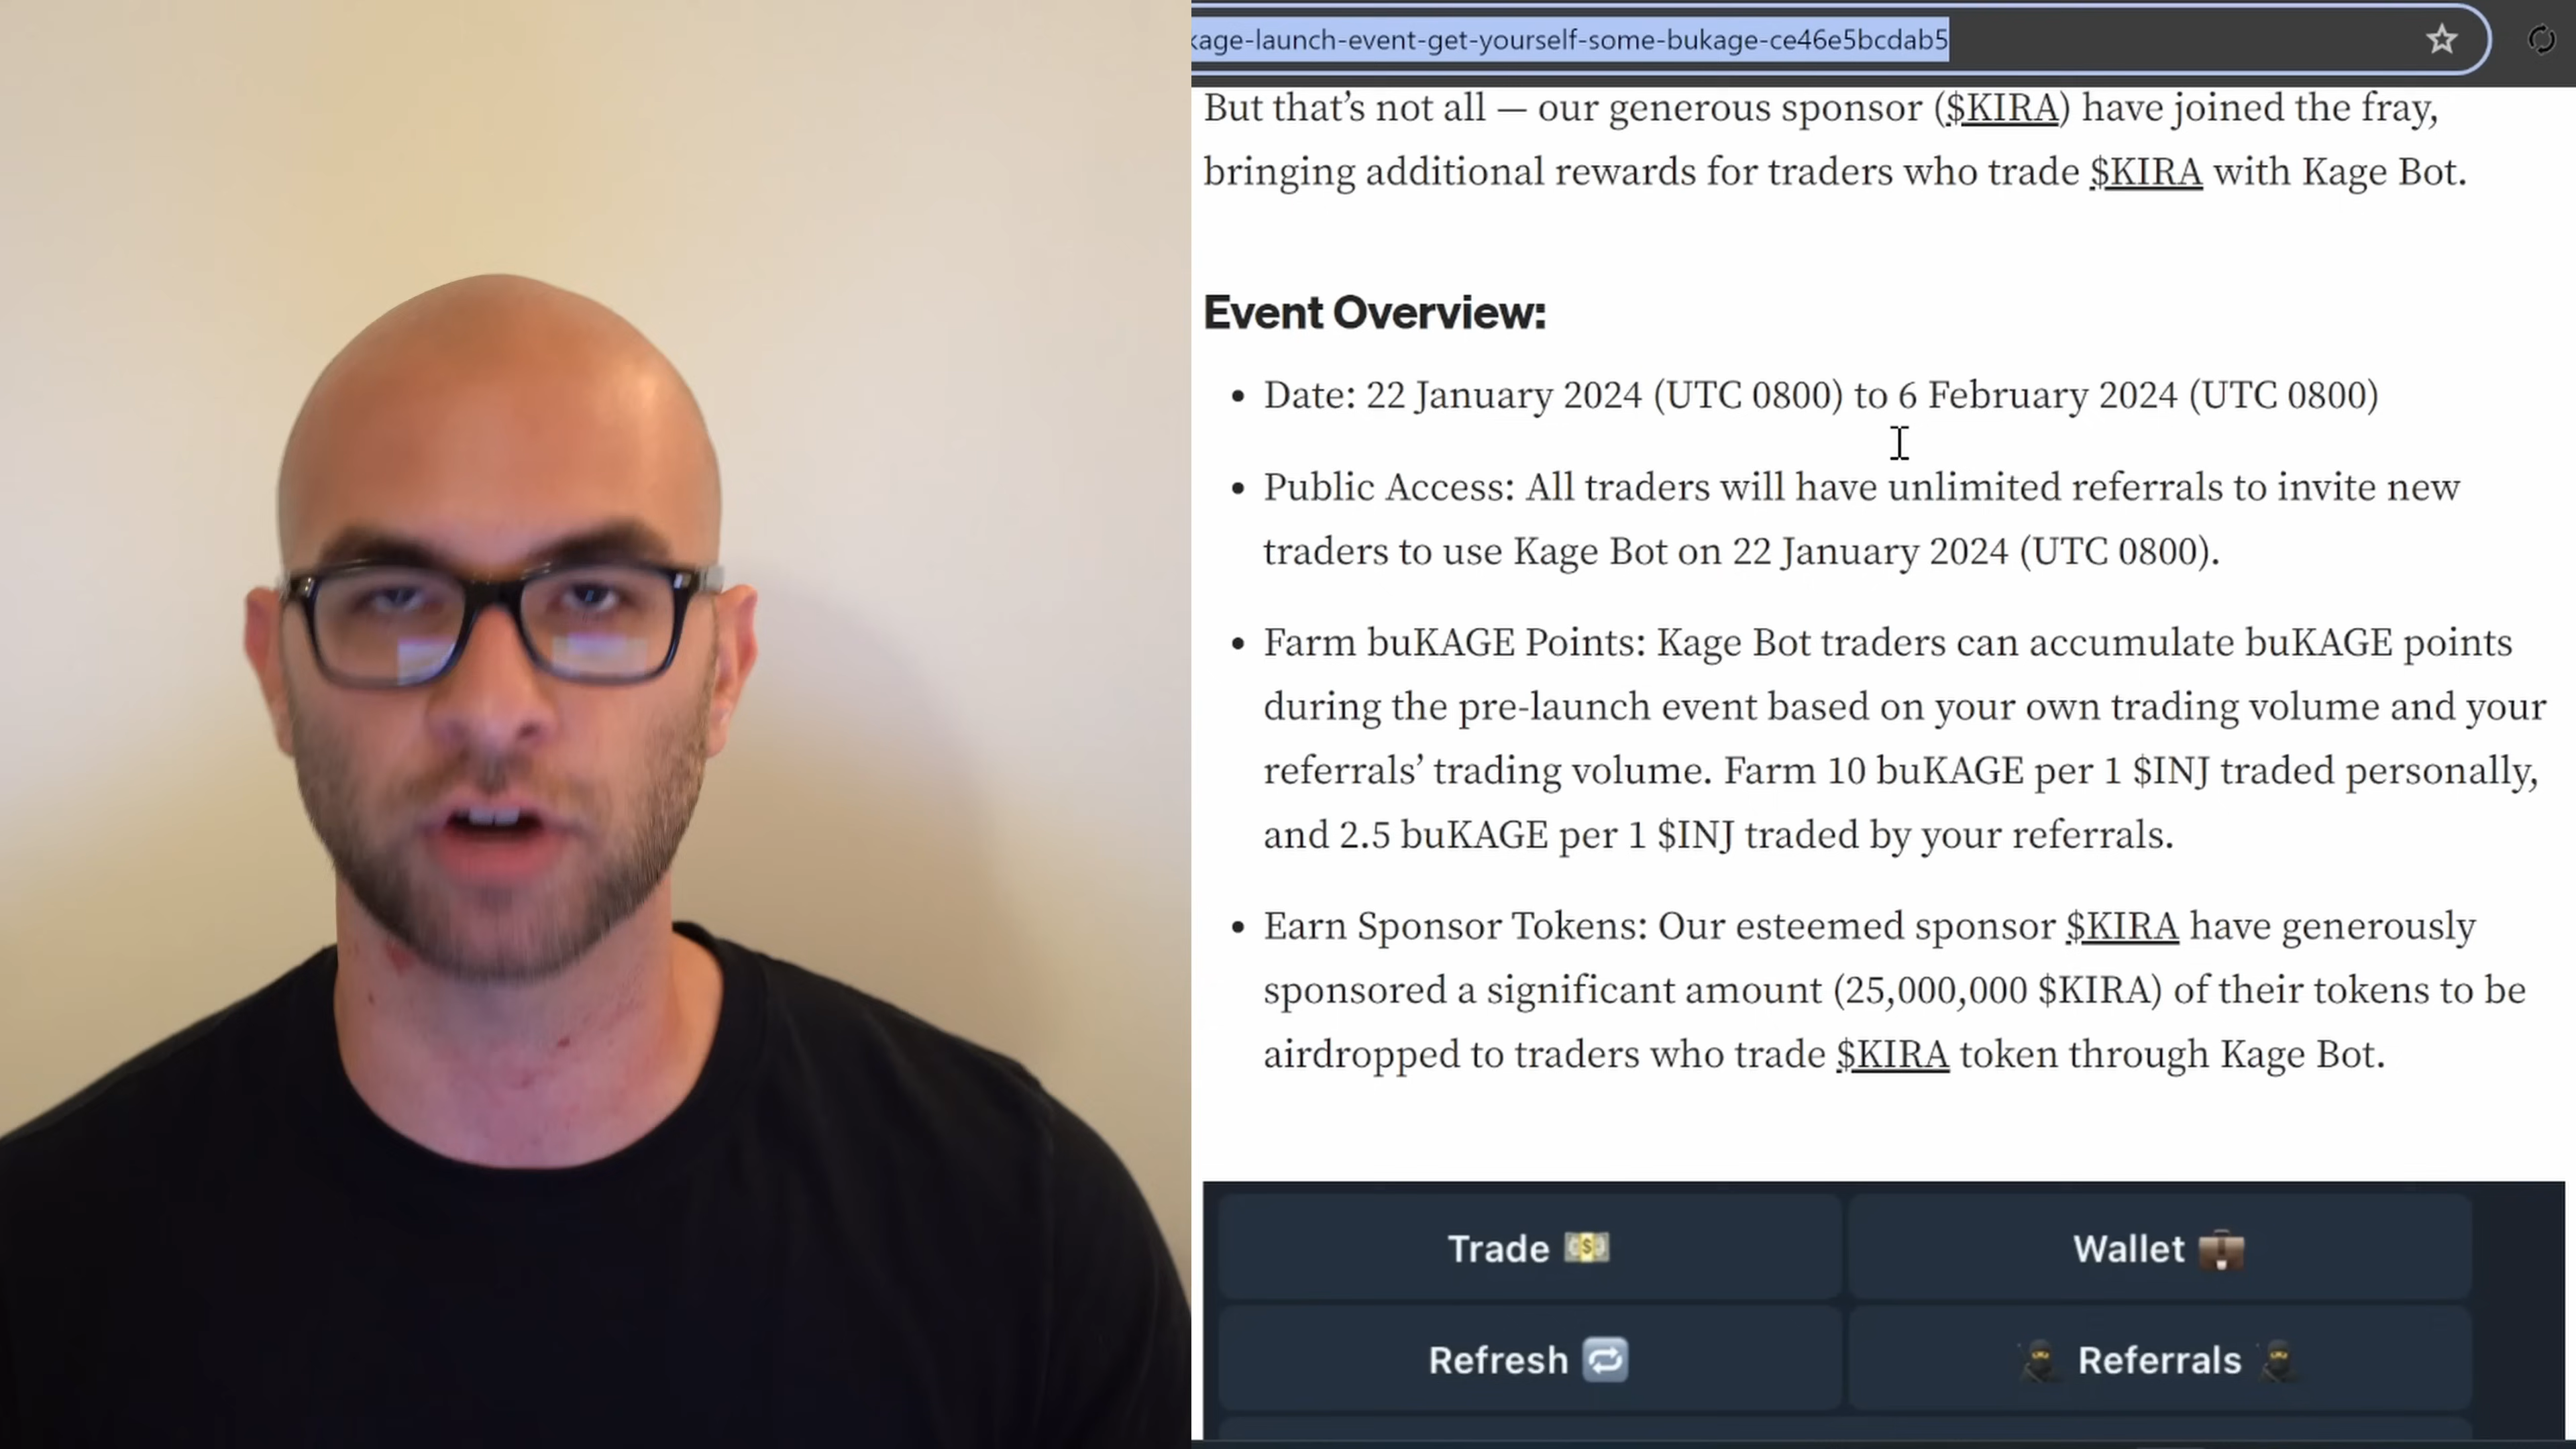 kage-launch-event-get-yourself-some-bukage-ce46e5bcdab5
But that’s not all — our generous sponsor ($KIRA) have joined the fray,
bringing additional rewards for traders who trade $KIRA with Kage Bot.
Event Overview:
• Date: 22 January 2024 (UTC 0800) to 6 February 2024 (UTC 0800)
• Public Access: All traders will have unlimited referrals to invite new
traders to use Kage Bot on 22 January 2024 (UTC 0800).
• Farm buKAGE Points: Kage Bot traders can accumulate buKAGE points
during the pre-launch event based on your own trading volume and your
referrals’ trading volume. Farm 10 buKAGE per 1 $INJ traded personally,
and 2.5 buKAGE per 1 $INJ traded by your referrals.
• Earn Sponsor Tokens: Our esteemed sponsor $KIRA have generously
sponsored a significant amount (25,000,000 $KIRA) of their tokens to be
airdropped to traders who trade $KIRA token through Kage Bot.
Trade 💵
Wallet 💼
Refresh 🔁
🥷 Referrals 🥷